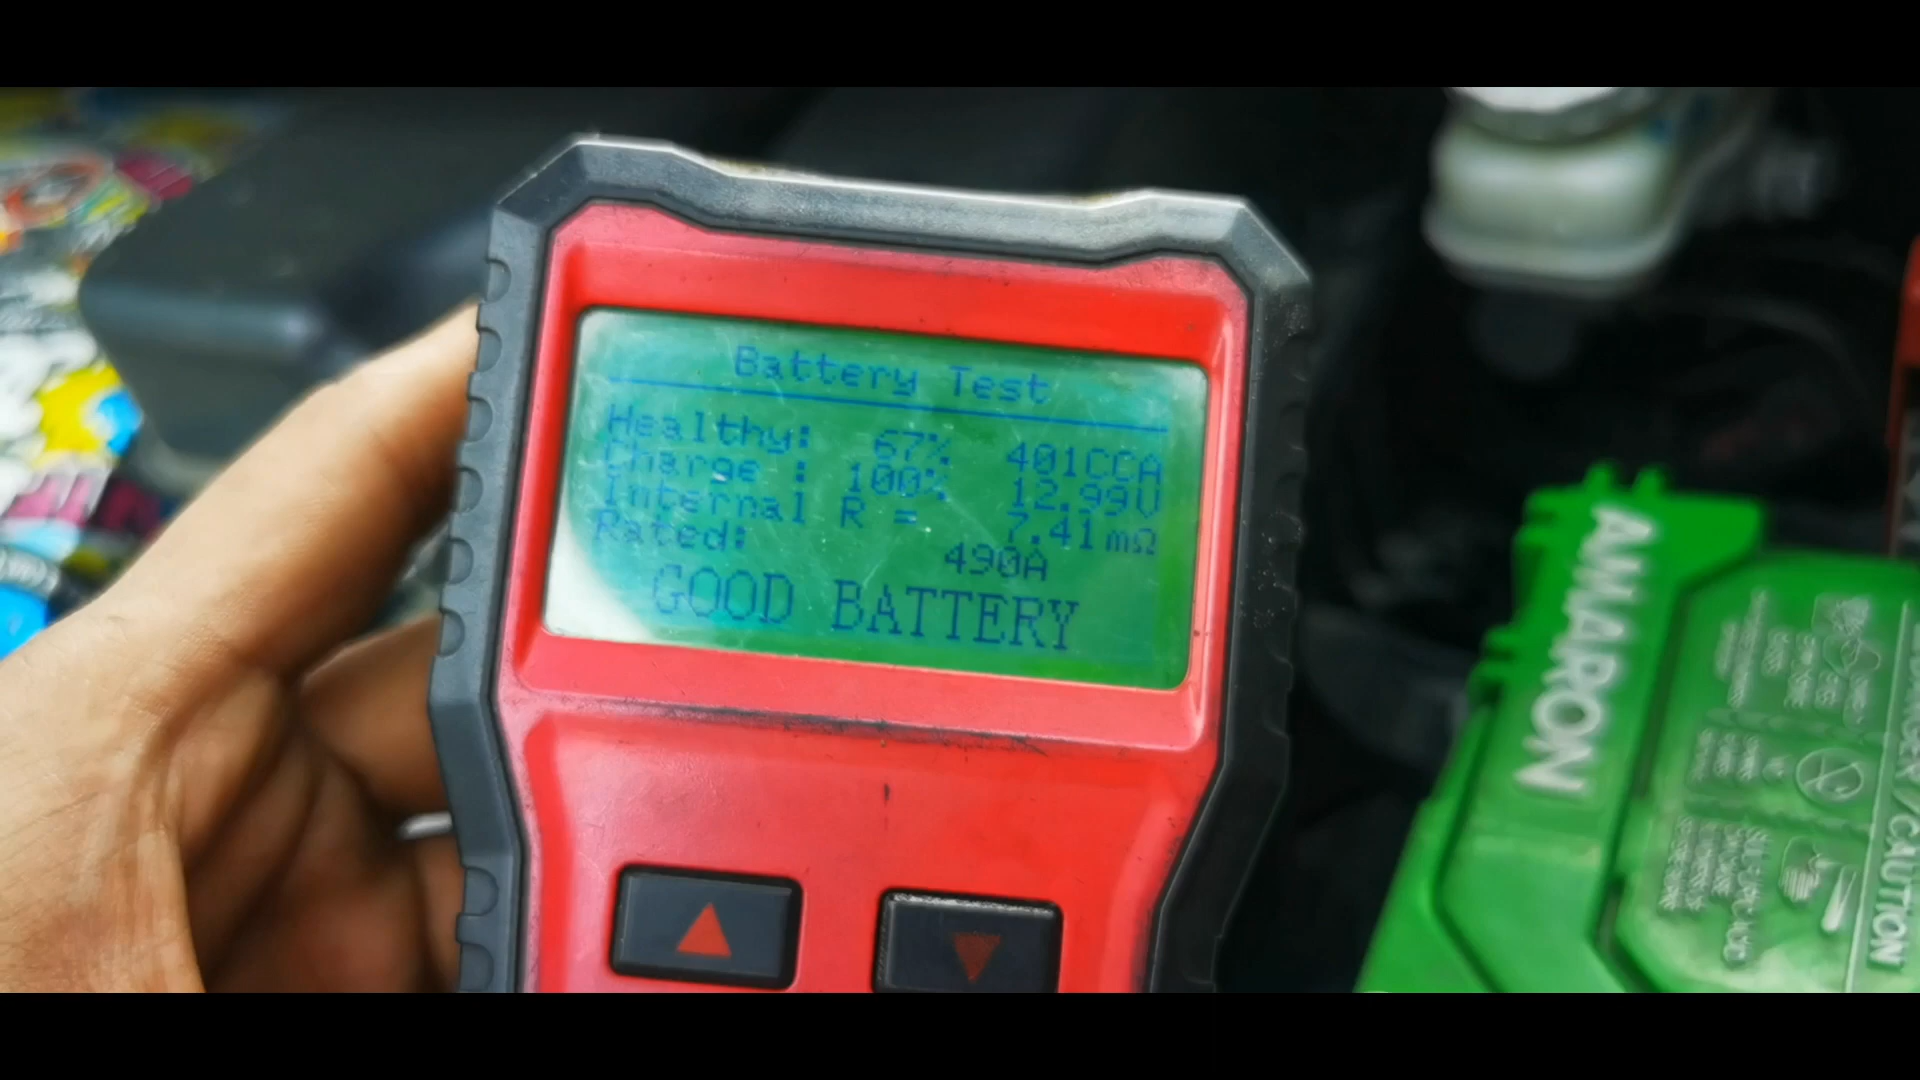 Battery Test
Healthy: 67% 401CCA
Charge : 100% 12.99V
Internal R = 7.41mΩ
Rated: 490A
GOOD BATTERY
AMARON
/CAUTION